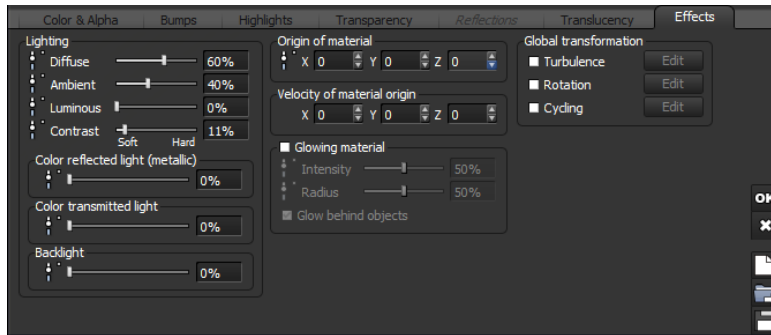 Color & Alpha Bumps Highlights Transparency Reflections Translucency Effects
Lighting
Diffuse 60%
Ambient 40%
Luminous 0%
Contrast 11%
Soft Hard
Color reflected light (metallic)
0%
Color transmitted light
0%
Backlight
0%
Origin of material
X 0 Y 0 Z 0
Velocity of material origin
X 0 Y 0 Z 0
Glowing material
Intensity 50%
Radius 50%
Glow behind objects
Global transformation
Turbulence Edit
Rotation Edit
Cycling Edit
OK